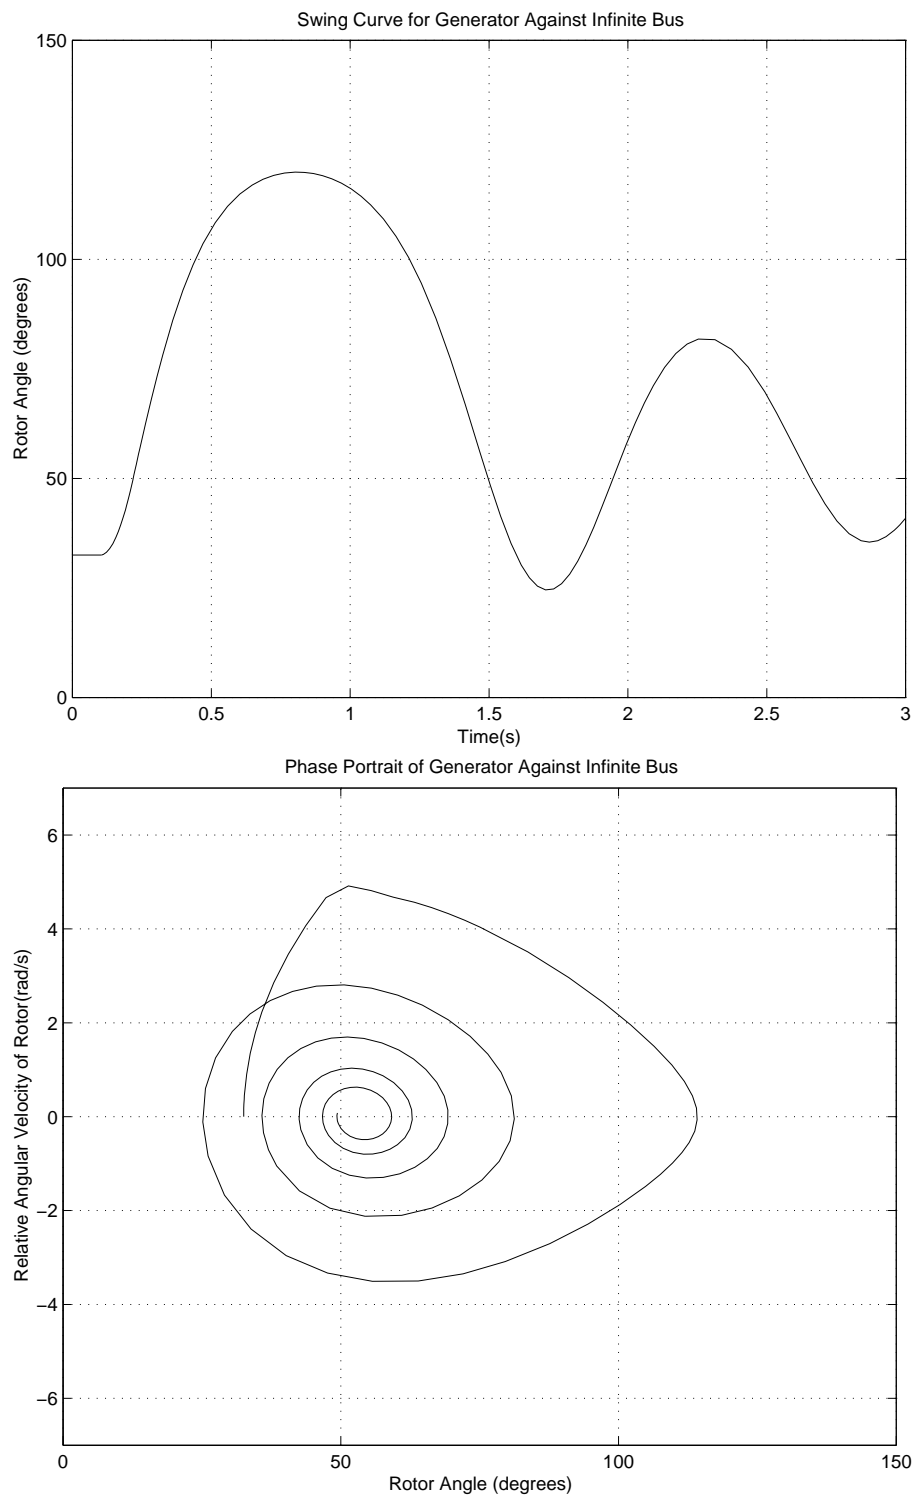 Swing Curve for Generator Against Infinite Bus
150
100
50
0
Rotor Angle (degrees)
0 0.5 1 1.5 2 2.5 3
Time(s)
Phase Portrait of Generator Against Infinite Bus
6
4
2
0
−2
−4
−6
Relative Angular Velocity of Rotor(rad/s)
0 50 100 150
Rotor Angle (degrees)